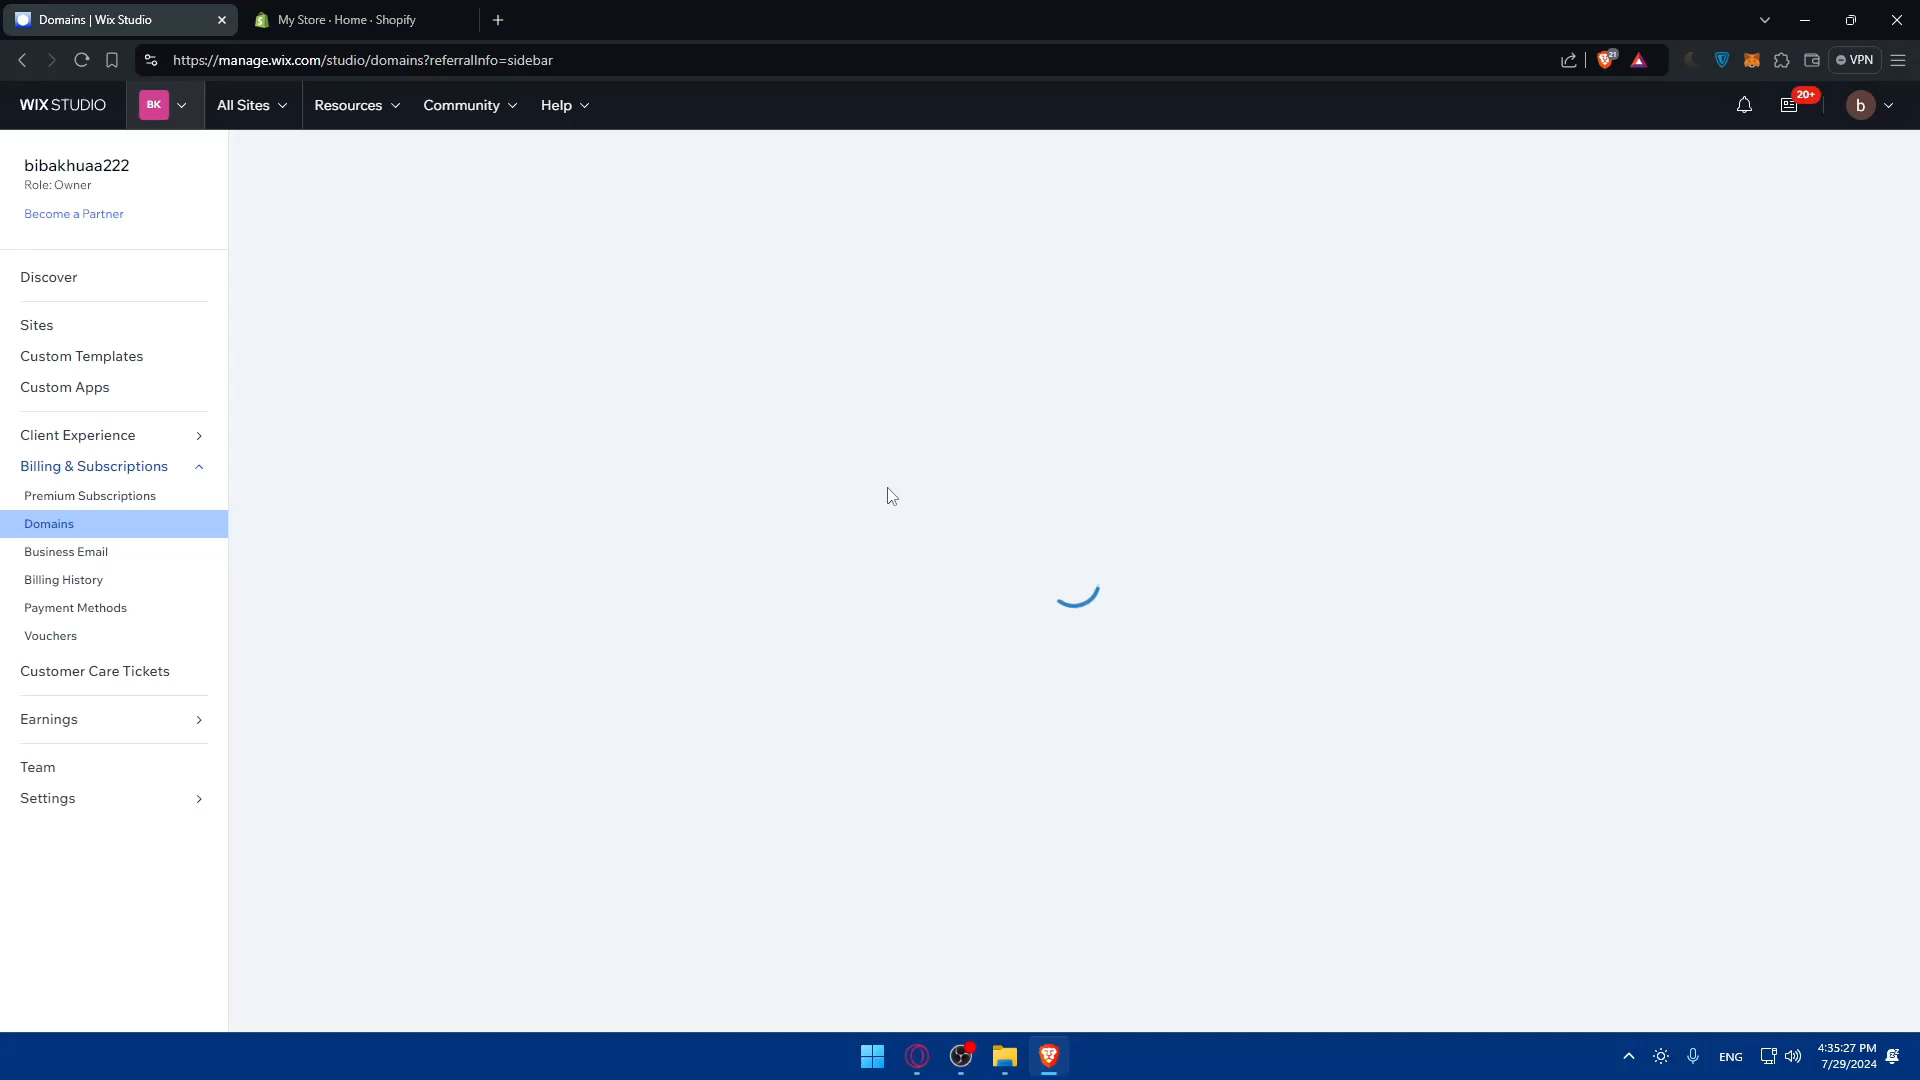 Domains | Wix Studio
My Store · Home · Shopify
https://manage.wix.com/studio/domains?referralInfo=sidebar
21
VPN
WIX STUDIO
BK
All Sites
Resources
Community
Help
20+
b
bibakhuaa222
Role: Owner
Become a Partner
Discover
Sites
Custom Templates
Custom Apps
Client Experience
Billing & Subscriptions
Premium Subscriptions
Domains
Business Email
Billing History
Payment Methods
Vouchers
Customer Care Tickets
Earnings
Team
Settings
ENG
4:35:27 PM
7/29/2024